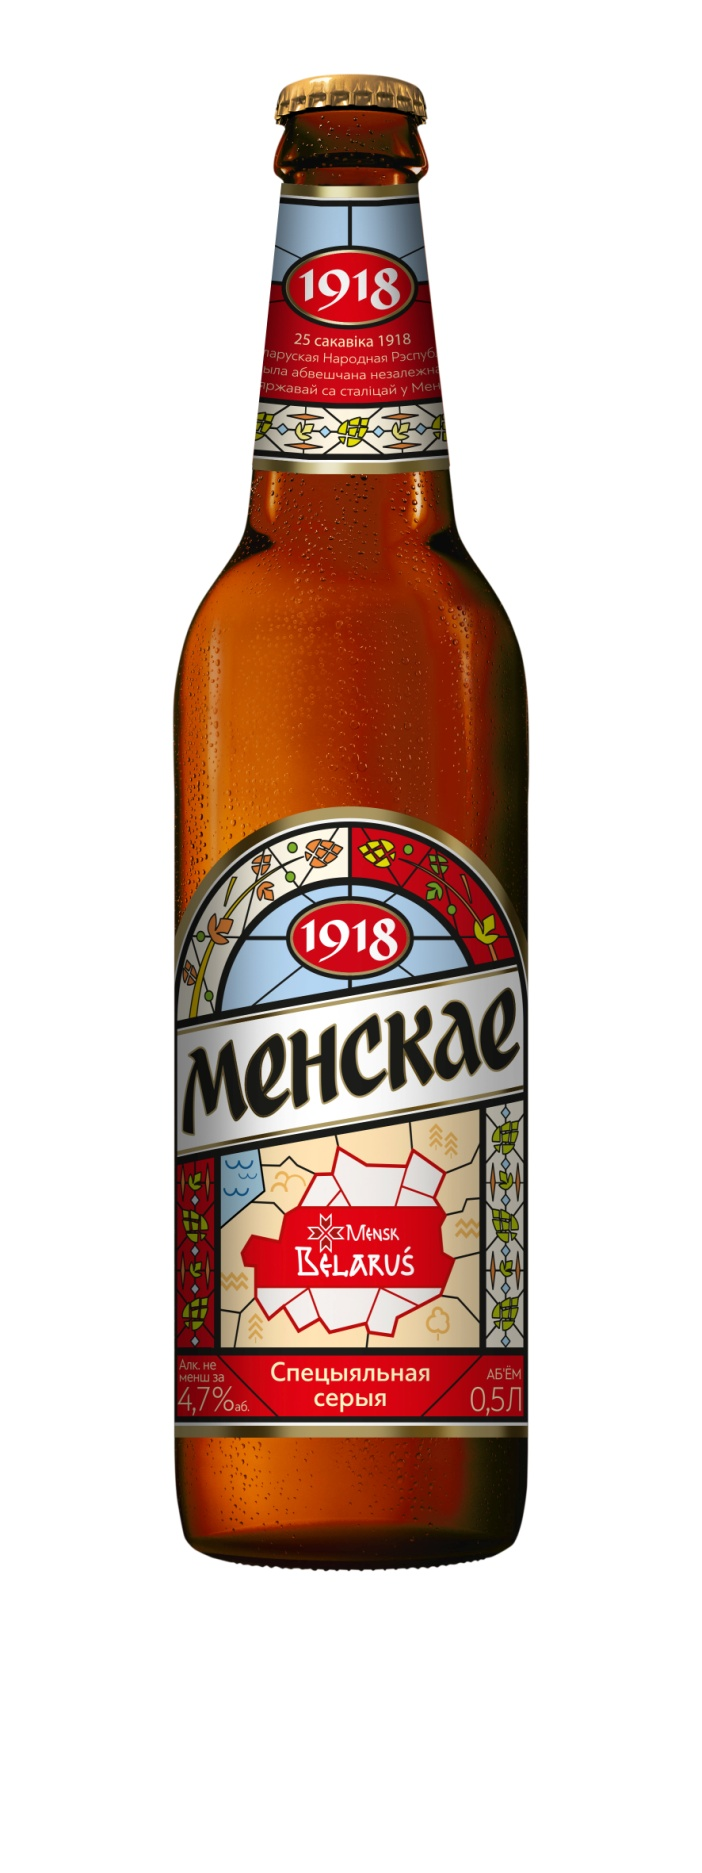 1918
25 сакавіка 1918
Народная
абвешчана
са сталіцай у
1918
Менскае
Mensk
Belaruś
Алк. не
менш за
4,7% аб.
Спецыяльная
серыя
АБ'ЁМ
0,5Л